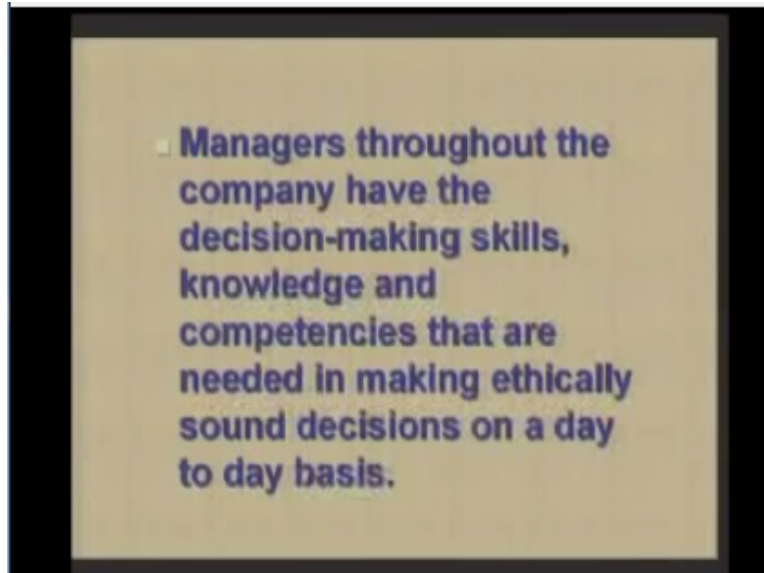 Managers throughout the
company have the
decision-making skills,
knowledge and
competencies that are
needed in making ethically
sound decisions on a day
to day basis.